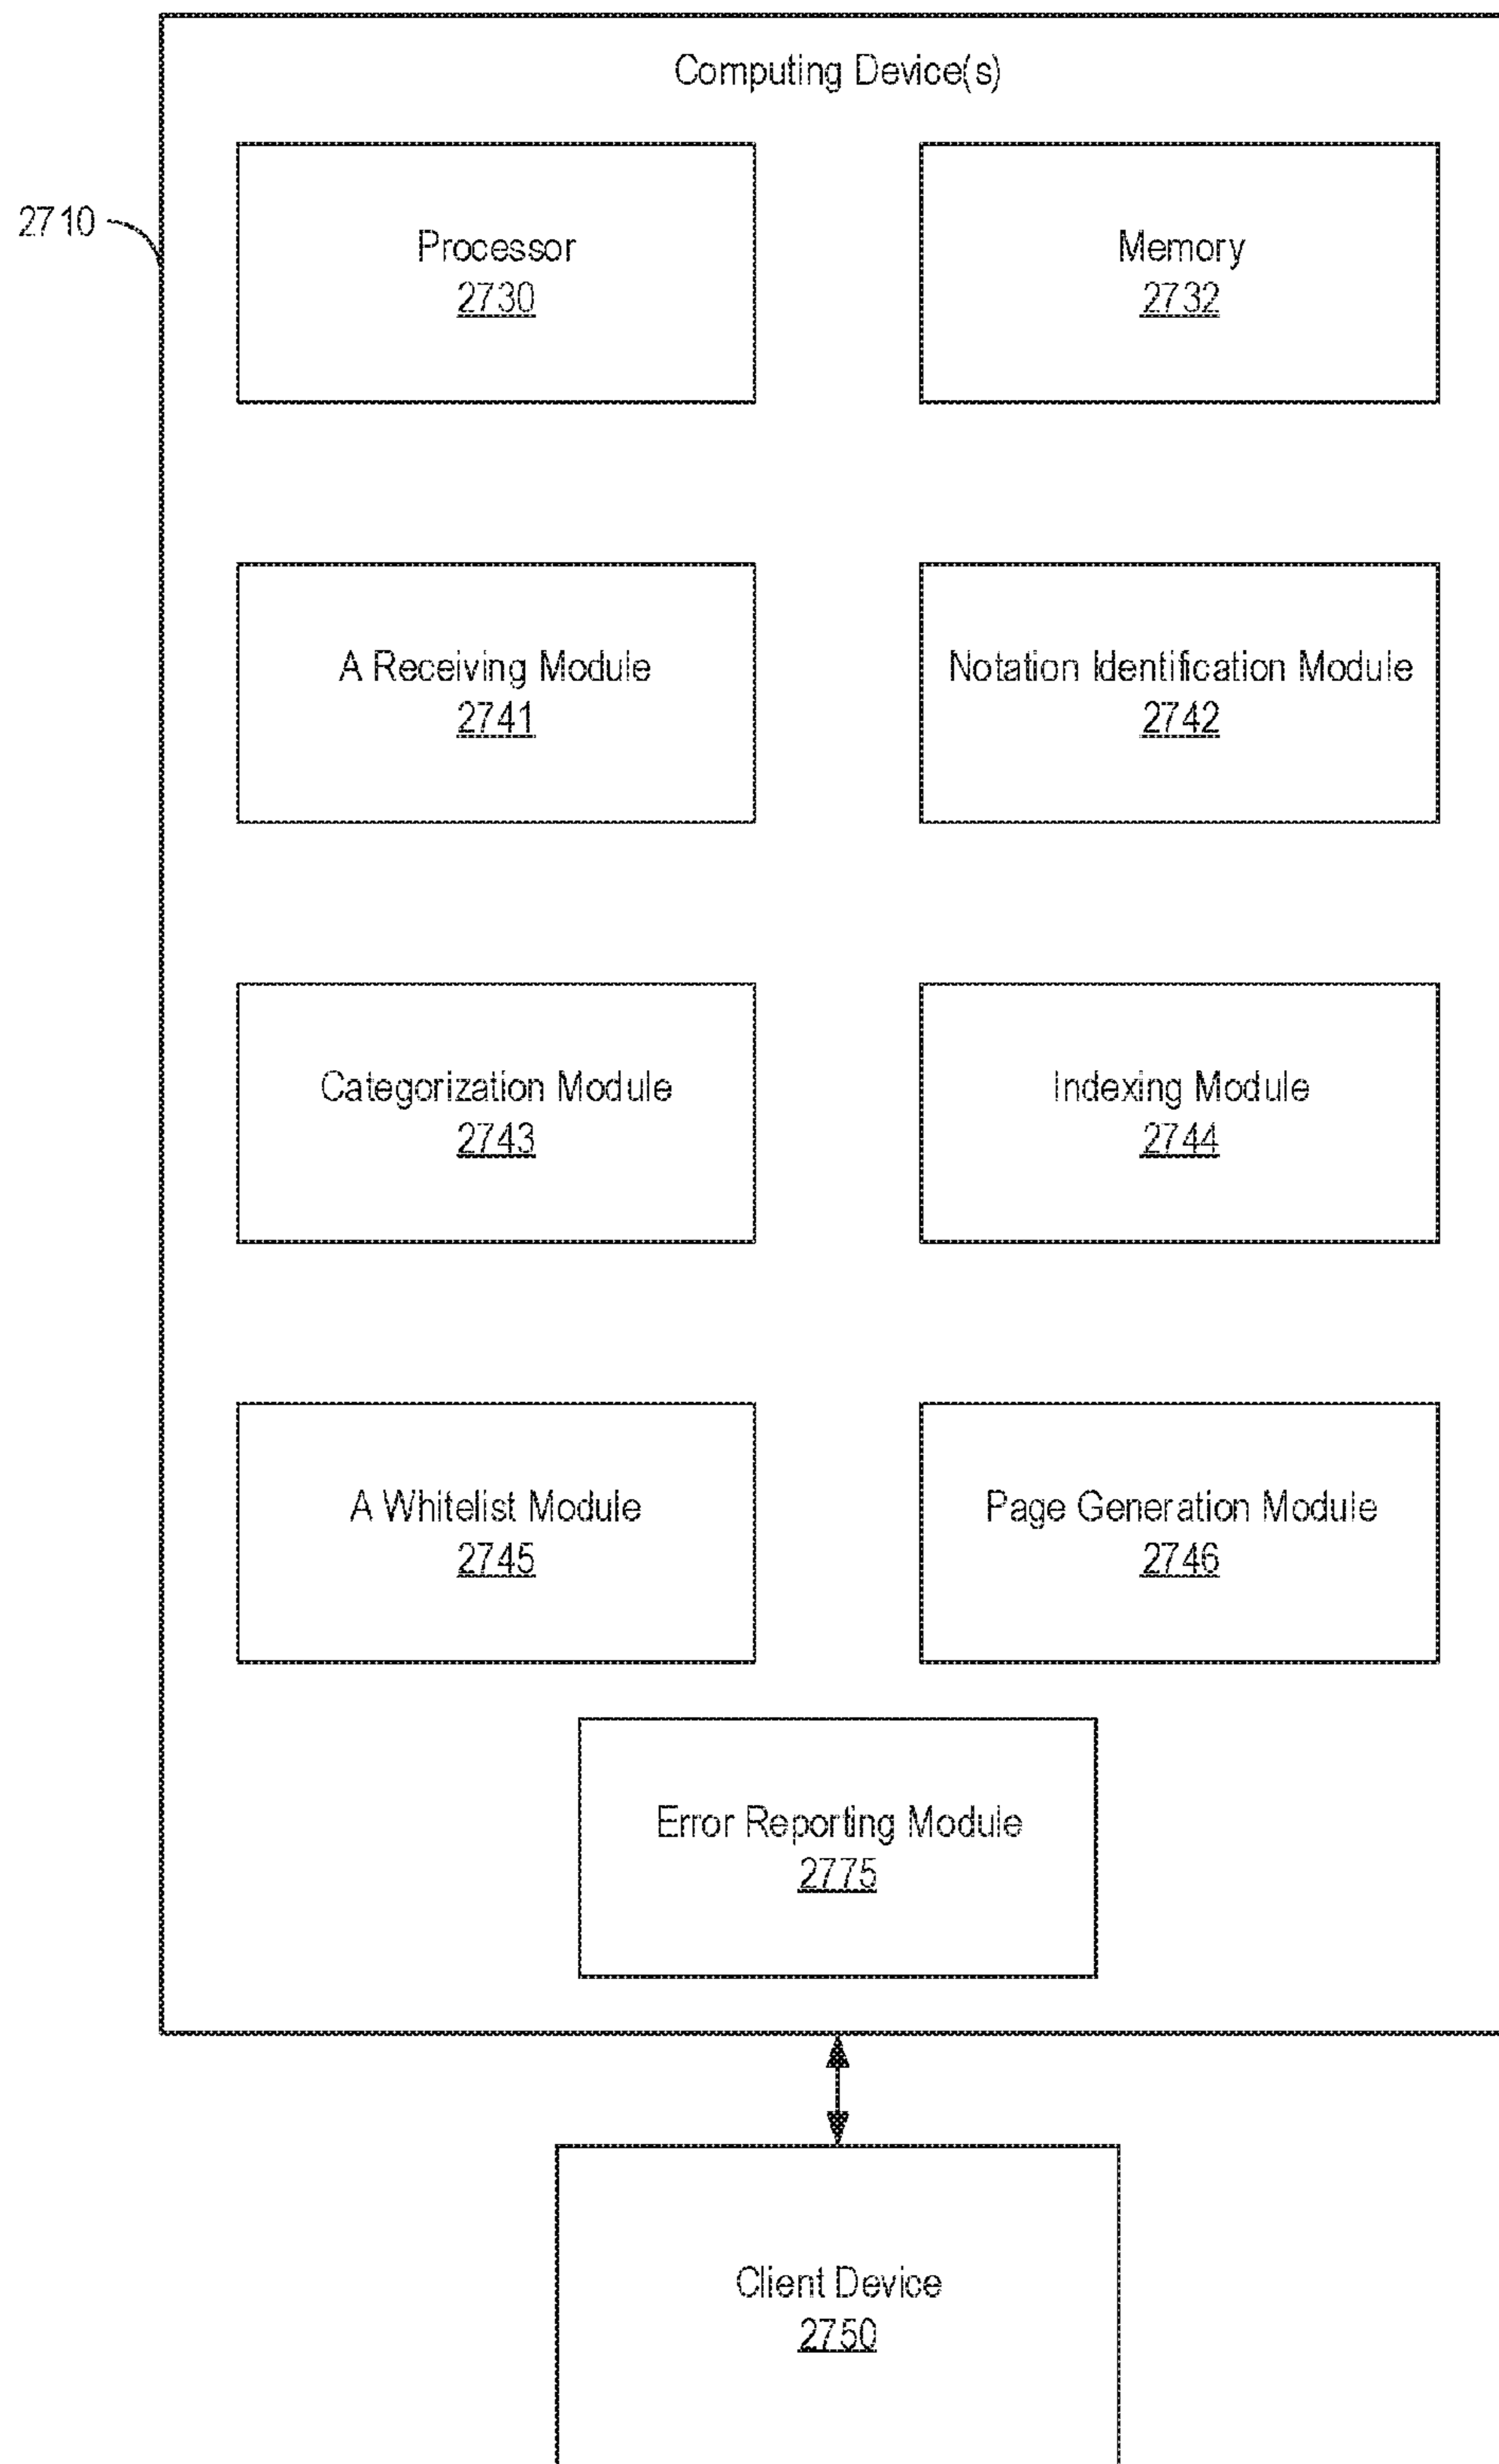 Computing Device(s)
2710
Processor
2730
Memory
2732
A Receiving Module
2741
Notation Identification Module
2742
Categorization Module
2743
Indexing Module
2744
A Whitelist Module
2745
Page Generation Module
2746
Error Reporting Module
2775
Client Device
2750